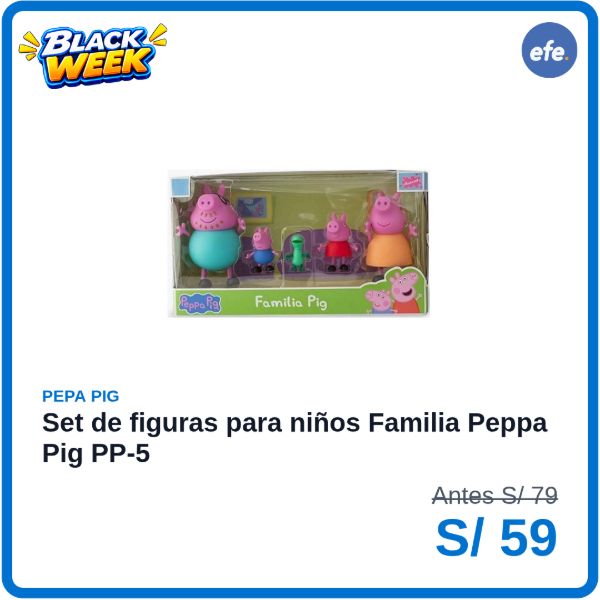 BLACK
WEEK
efe.
Peppa Pig
Familia Pig
PEPA PIG
Set de figuras para niños Familia Peppa
Pig PP-5
Antes S/ 79
S/ 59